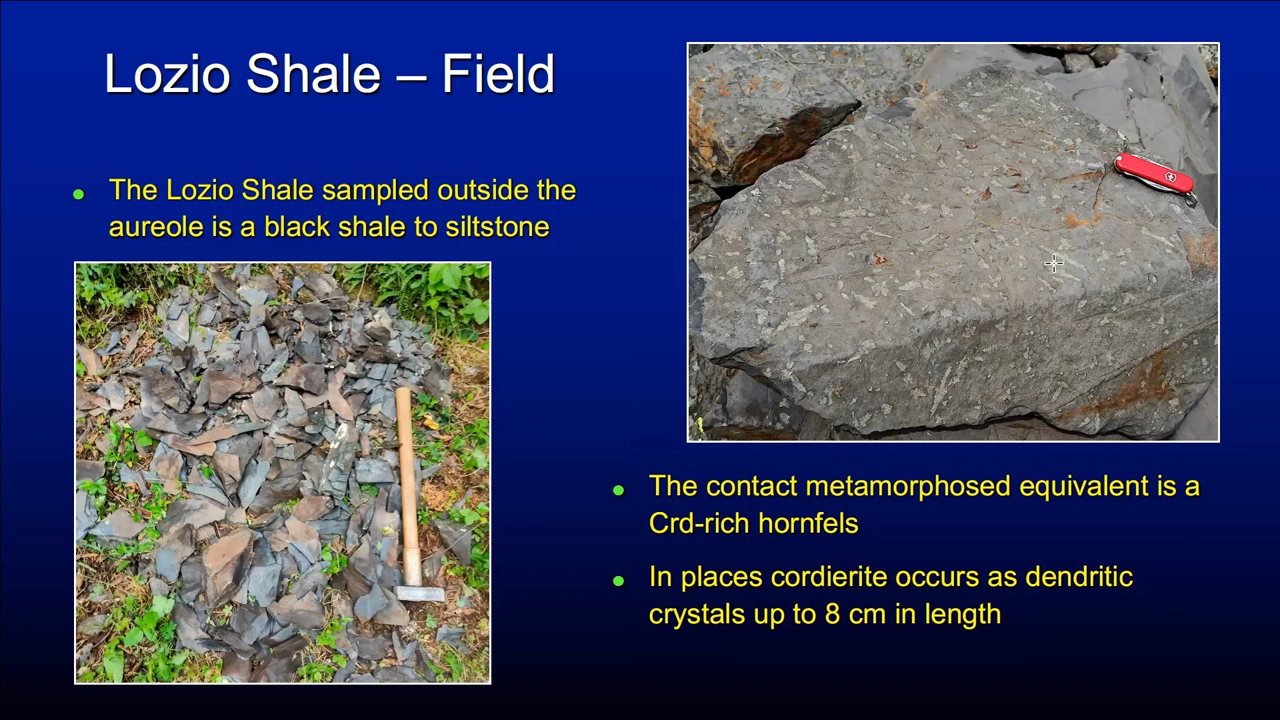 Lozio Shale – Field
The Lozio Shale sampled outside the
aureole is a black shale to siltstone
The contact metamorphosed equivalent is a
Crd-rich hornfels
In places cordierite occurs as dendritic
crystals up to 8 cm in length